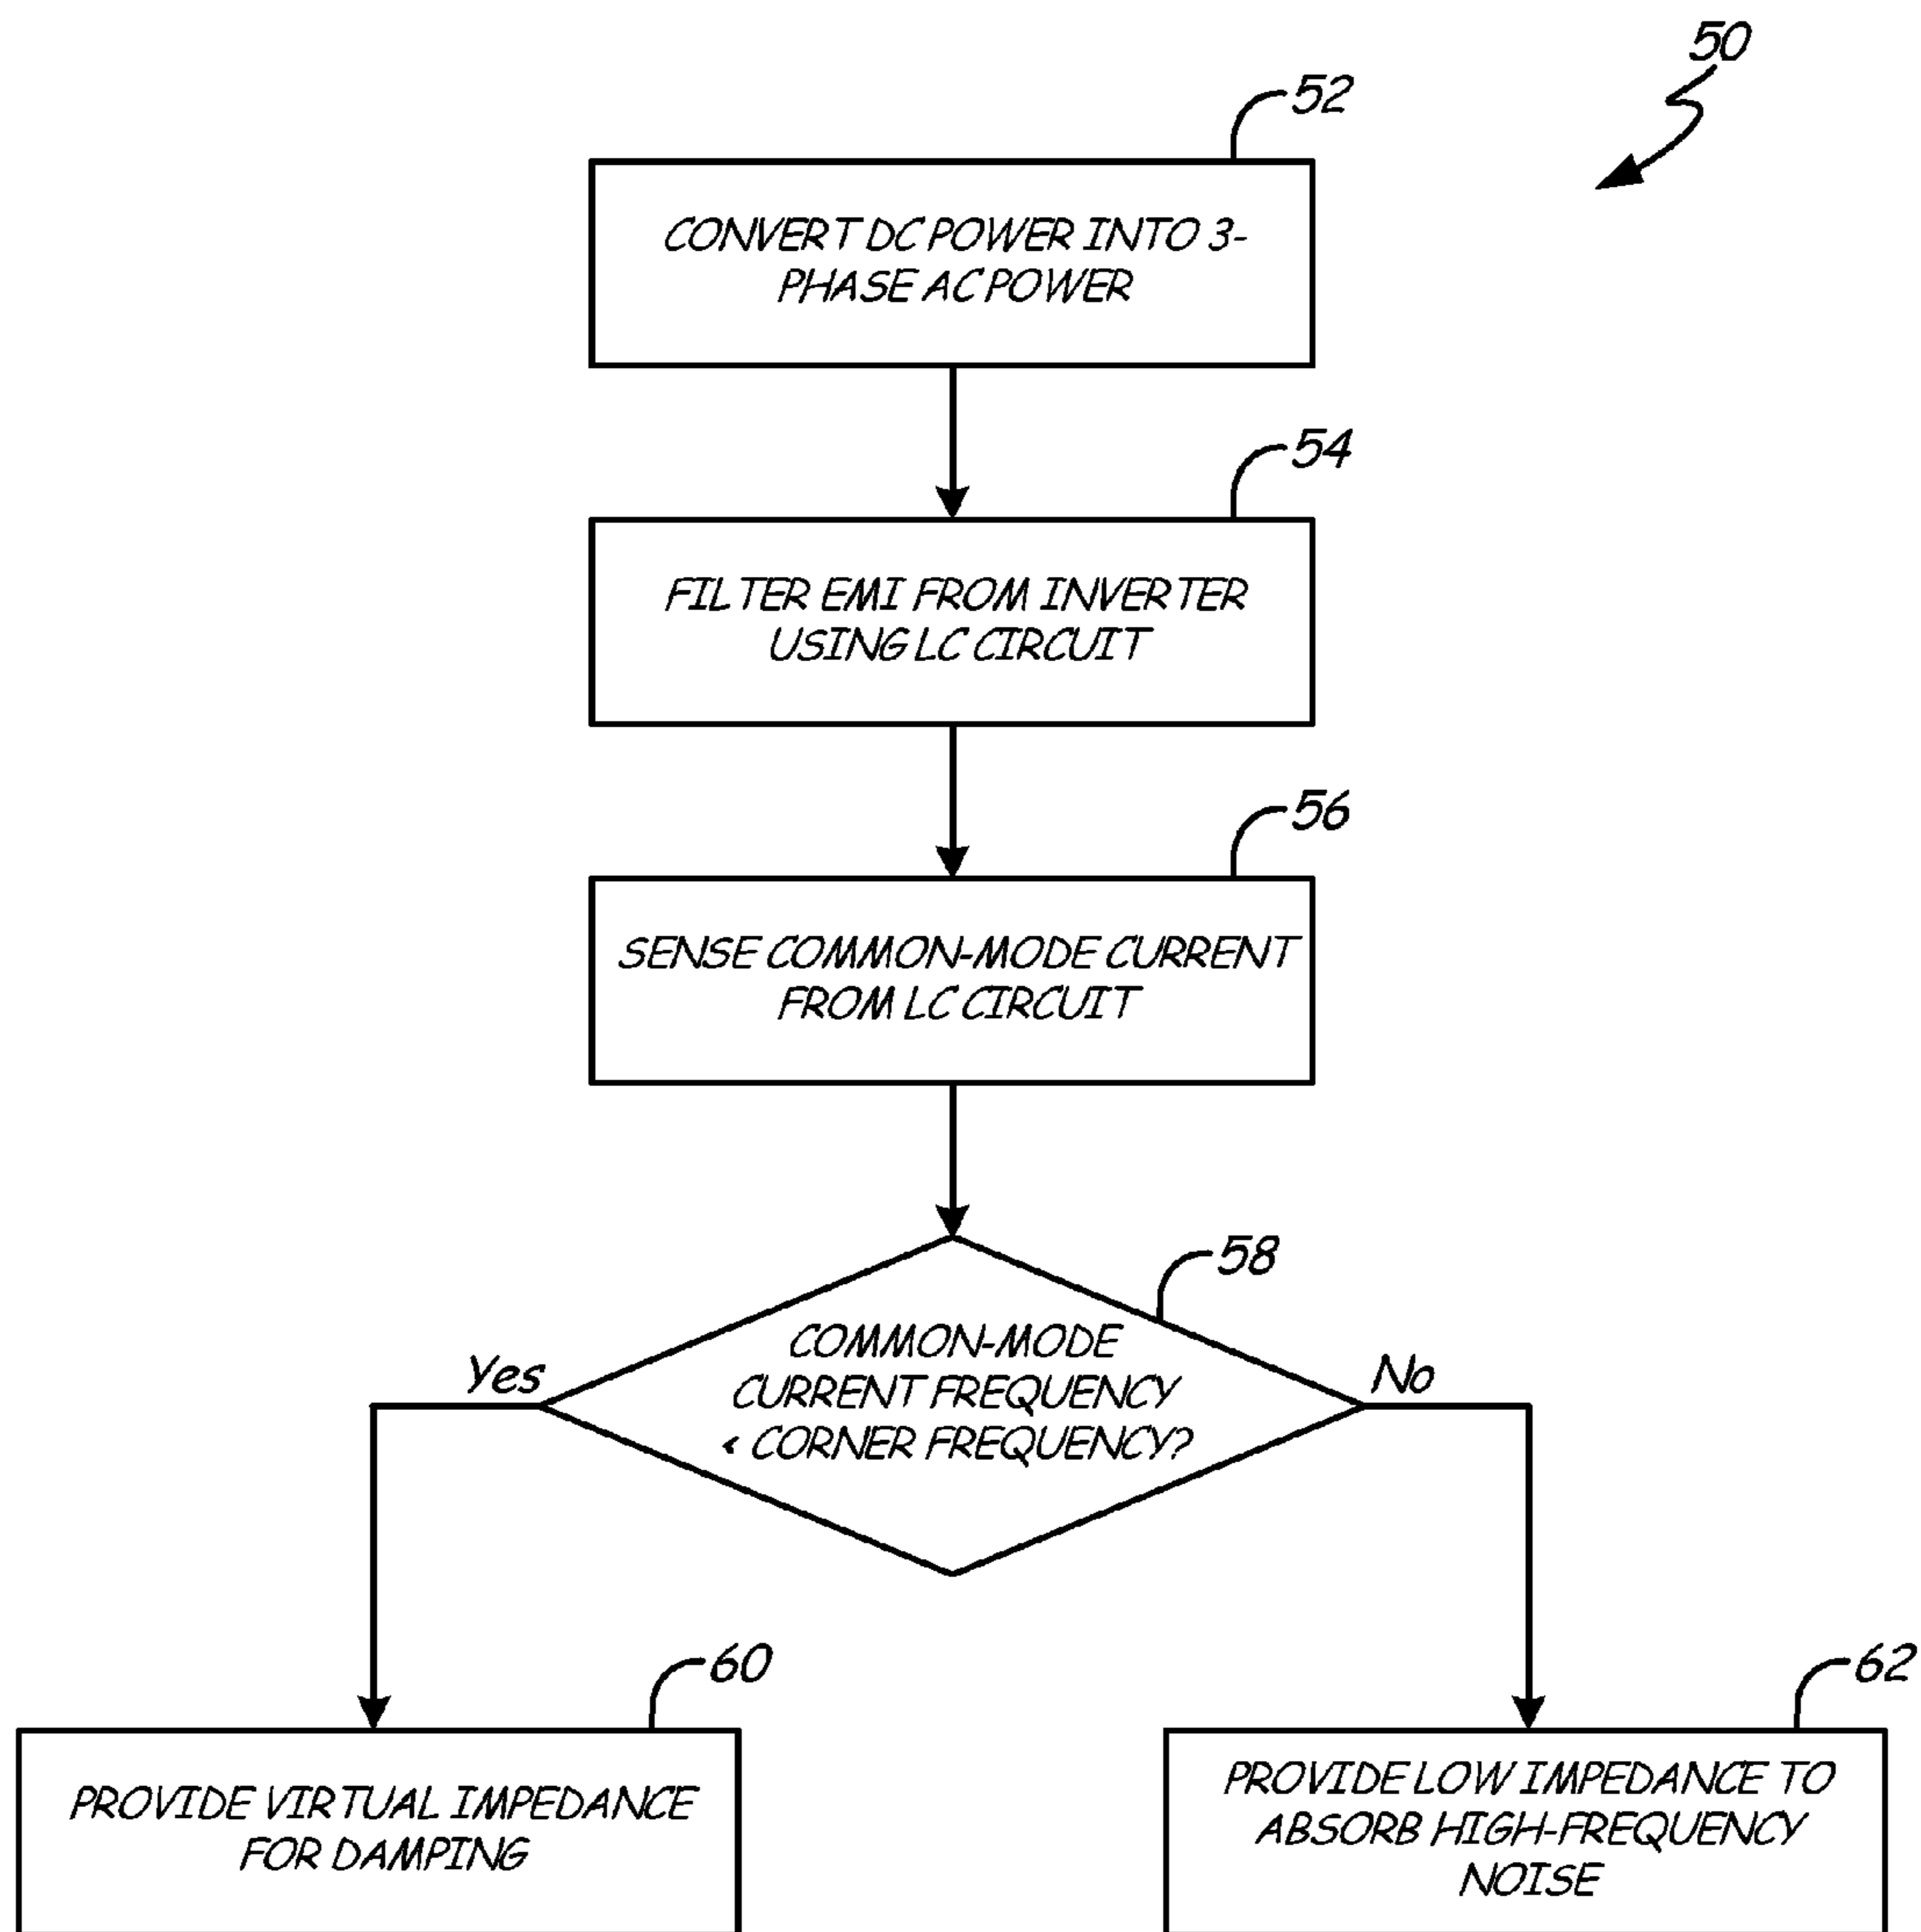 50
52
CONVERT DC POWER INTO 3-
PHASE AC POWER
54
FILTER EMI FROM INVERTER
USING LC CIRCUIT
56
SENSE COMMON-MODE CURRENT
FROM LC CIRCUIT
58
COMMON-MODE
CURRENT FREQUENCY
< CORNER FREQUENCY?
Yes
No
60
PROVIDE VIRTUAL IMPEDANCE
FOR DAMPING
62
PROVIDE LOW IMPEDANCE TO
ABSORB HIGH-FREQUENCY
NOISE